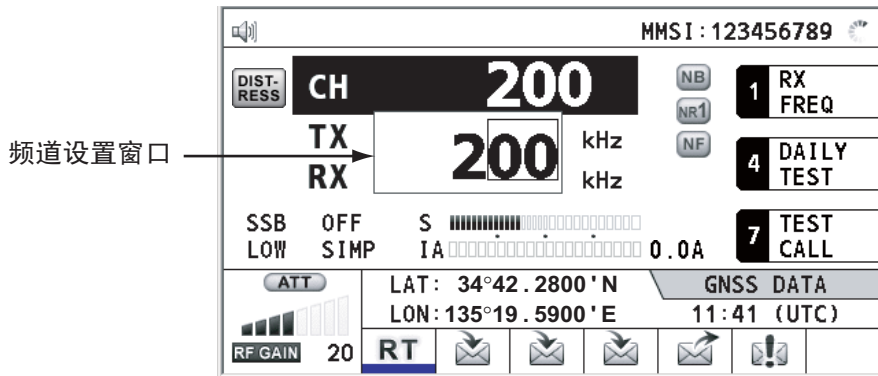 MMSI:123456789
DIST-
RESS
CH 200
NB
NR1
NF
1 RX
FREQ
频道设置窗口
TX 200 kHz
RX kHz
4 DAILY
TEST
SSB OFF S
LOW SIMP IA 0.0A
7 TEST
CALL
ATT
LAT: 34°42.2800'N
GNSS DATA
LON:135°19.5900'E
11:41 (UTC)
RF GAIN 20
RT